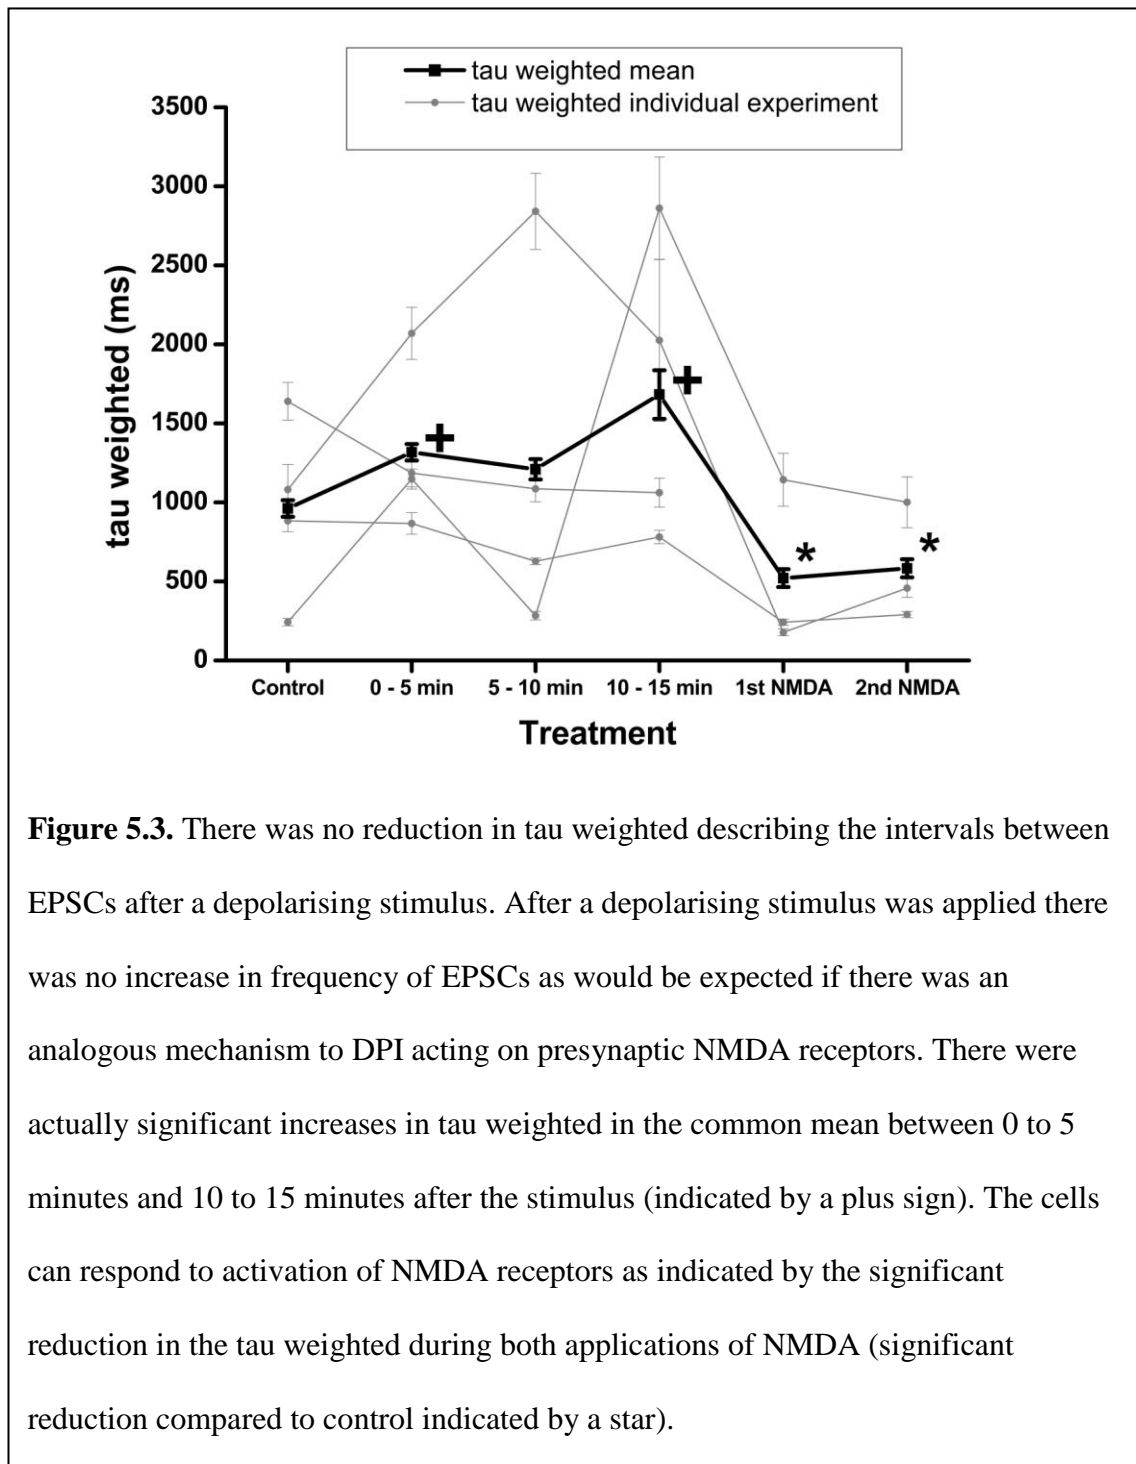 tau weighted mean
tau weighted individual experiment
3500
3000
2500
2000
1500
1000
500
0
tau weighted (ms)
+
+
*
*
Control
0 - 5 min
5 - 10 min
10 - 15 min
1st NMDA
2nd NMDA
Treatment
Figure 5.3. There was no reduction in tau weighted describing the intervals between
EPSCs after a depolarising stimulus. After a depolarising stimulus was applied there
was no increase in frequency of EPSCs as would be expected if there was an
analogous mechanism to DPI acting on presynaptic NMDA receptors. There were
actually significant increases in tau weighted in the common mean between 0 to 5
minutes and 10 to 15 minutes after the stimulus (indicated by a plus sign). The cells
can respond to activation of NMDA receptors as indicated by the significant
reduction in the tau weighted during both applications of NMDA (significant
reduction compared to control indicated by a star).